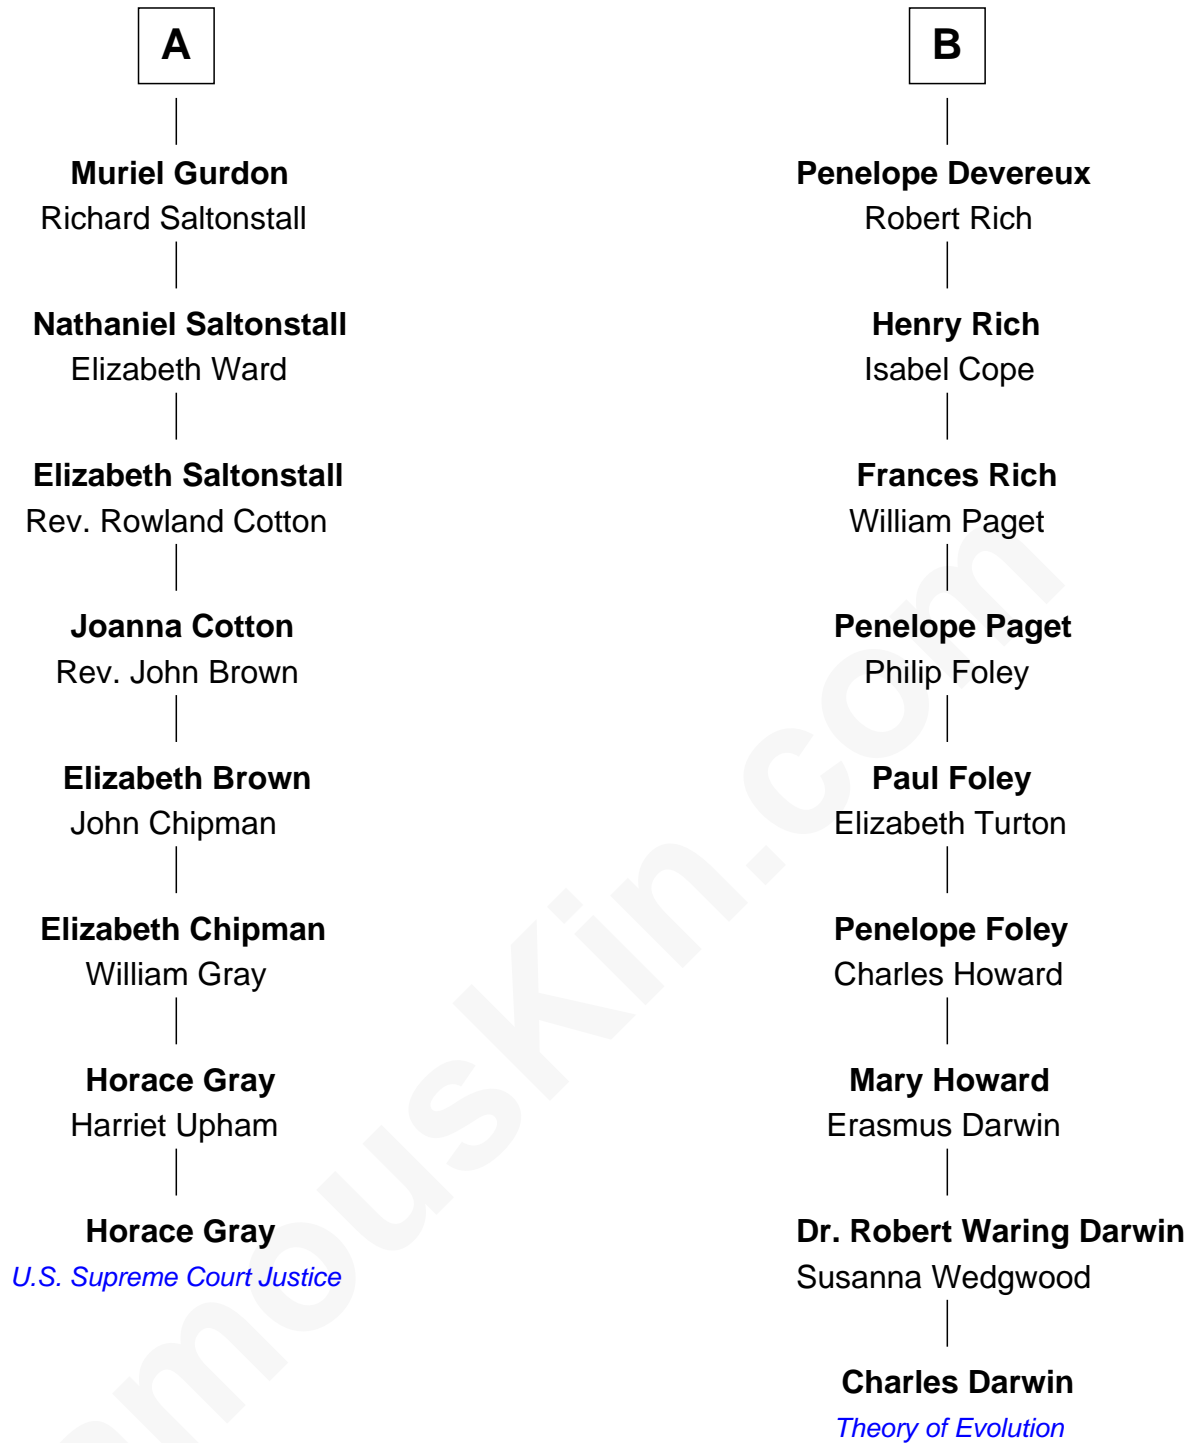 A
Muriel Gurdon
Richard Saltonstall
Nathaniel Saltonstall
Elizabeth Ward
Elizabeth Saltonstall
Rev. Rowland Cotton
Joanna Cotton
Rev. John Brown
Elizabeth Brown
John Chipman
Elizabeth Chipman
William Gray
Horace Gray
Harriet Upham
Horace Gray
U.S. Supreme Court Justice
B
Penelope Devereux
Robert Rich
Henry Rich
Isabel Cope
Frances Rich
William Paget
Penelope Paget
Philip Foley
Paul Foley
Elizabeth Turton
Penelope Foley
Charles Howard
Mary Howard
Erasmus Darwin
Dr. Robert Waring Darwin
Susanna Wedgwood
Charles Darwin
Theory of Evolution
amouskin.com